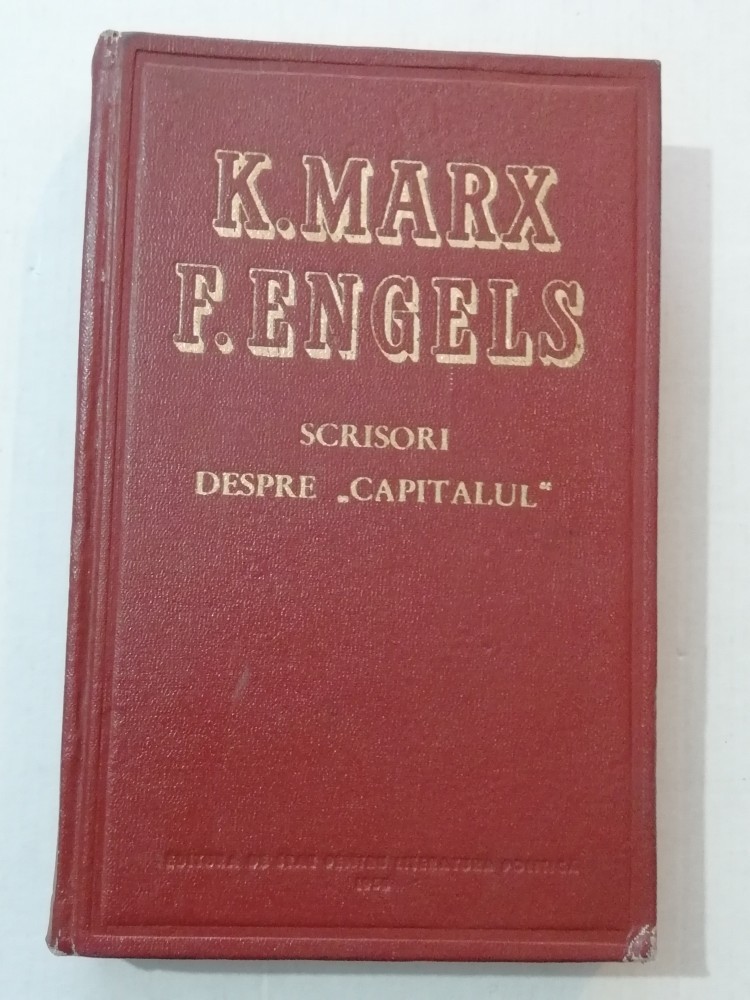 K. MARX
F. ENGELS
SCRISORI
DESPRE „CAPITALUL“
EDITURA DE STAT PENTRU LITERATURA POLITICA